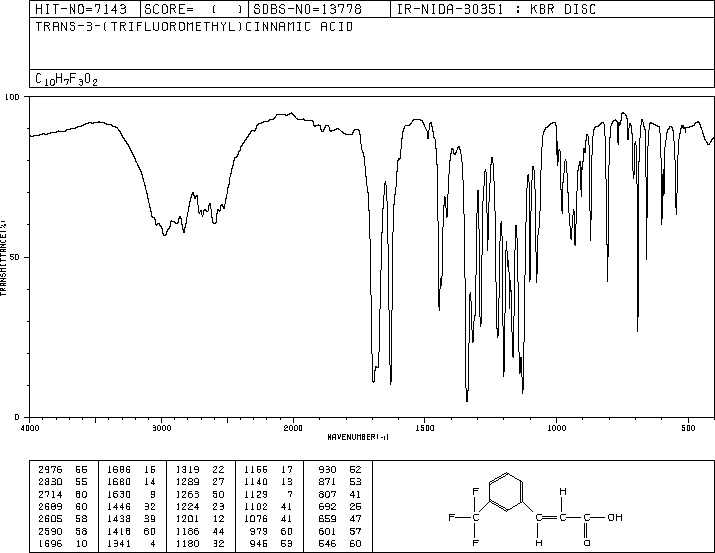 HIT-NO=7143 SCORE= ( ) SDBS-NO=13778 IR-NIDA-30351 : KBR DISC
TRANS-3-(TRIFLUOROMETHYL)CINNAMIC ACID
C10H7F3O2
100
50
0
TRANSMITTANCE(%)
4000 3000 2000 1500 1000 500
WAVENUMBER(-1)
2976 55 1686 15 1319 22 1166 17 930 52
2830 55 1680 14 1289 27 1140 13 871 53
2714 60 1630 9 1263 50 1129 7 807 41
2689 60 1446 32 1224 23 1102 41 692 25
2605 58 1438 39 1201 12 1076 41 659 47
2590 58 1418 60 1186 44 979 60 601 57
1696 10 1341 4 1180 32 945 53 546 60
F
H
F C C=C-C-OH
F H O